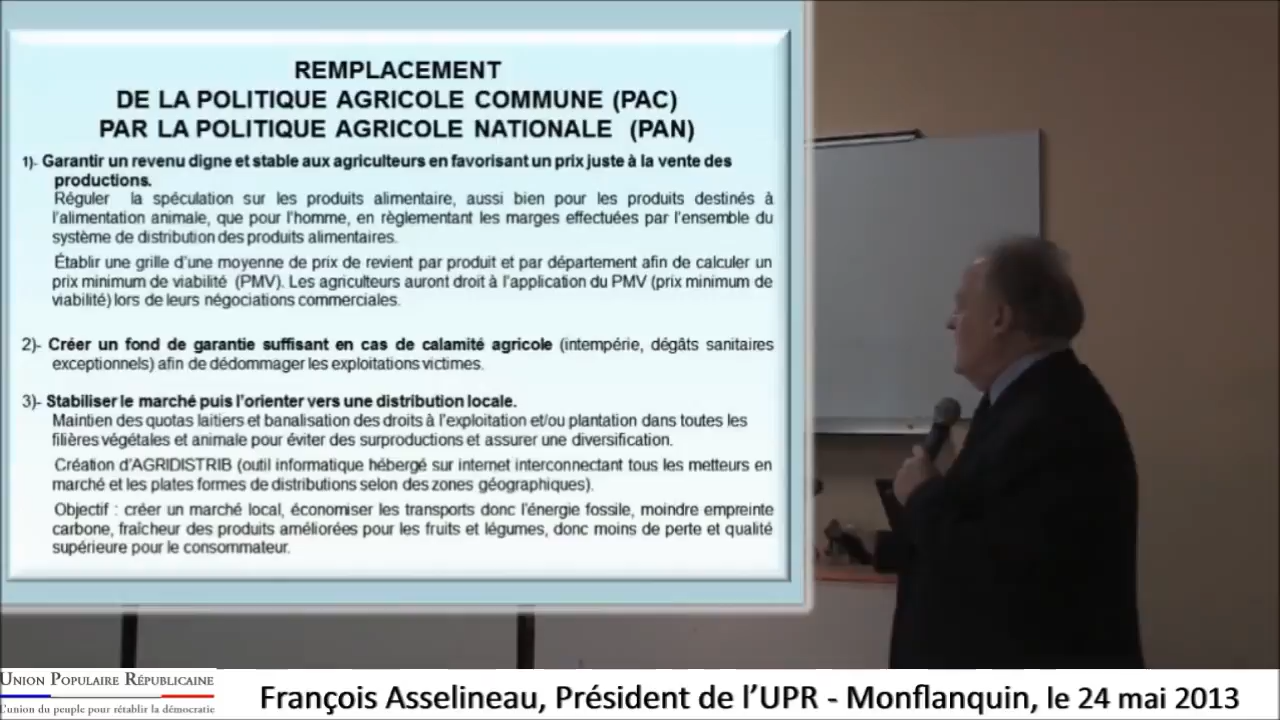 REMPLACEMENT
DE LA POLITIQUE AGRICOLE COMMUNE (PAC)
PAR LA POLITIQUE AGRICOLE NATIONALE (PAN)
1)- Garantir un revenu digne et stable aux agriculteurs en favorisant un prix juste à la vente des
productions.
Réguler la spéculation sur les produits alimentaire, aussi bien pour les produits destinés à
l'alimentation animale, que pour l'homme, en règlementant les marges effectuées par l'ensemble du
système de distribution des produits alimentaires.
Établir une grille d'une moyenne de prix de revient par produit et par département afin de calculer un
prix minimum de viabilité (PMV). Les agriculteurs auront droit à l'application du PMV (prix minimum de
viabilité) lors de leurs négociations commerciales.
2)- Créer un fond de garantie suffisant en cas de calamité agricole (intempérie, dégâts sanitaires
exceptionnels) afin de dédommager les exploitations victimes.
3)- Stabiliser le marché puis l'orienter vers une distribution locale.
Maintien des quotas laitiers et banalisation des droits à l'exploitation et/ou plantation dans toutes les
filières végétales et animale pour éviter des surproductions et assurer une diversification.
Création d'AGRIDISTRIB (outil informatique hébergé sur internet interconnectant tous les metteurs en
marché et les plates formes de distributions selon des zones géographiques).
Objectif : créer un marché local, économiser les transports donc l'énergie fossile, moindre empreinte
carbone, fraîcheur des produits améliorées pour les fruits et légumes, donc moins de perte et qualité
supérieure pour le consommateur.
UNION POPULAIRE RÉPUBLICAINE
L'union du peuple pour rétablir la démocratie
François Asselineau, Président de l'UPR - Monflanquin, le 24 mai 2013